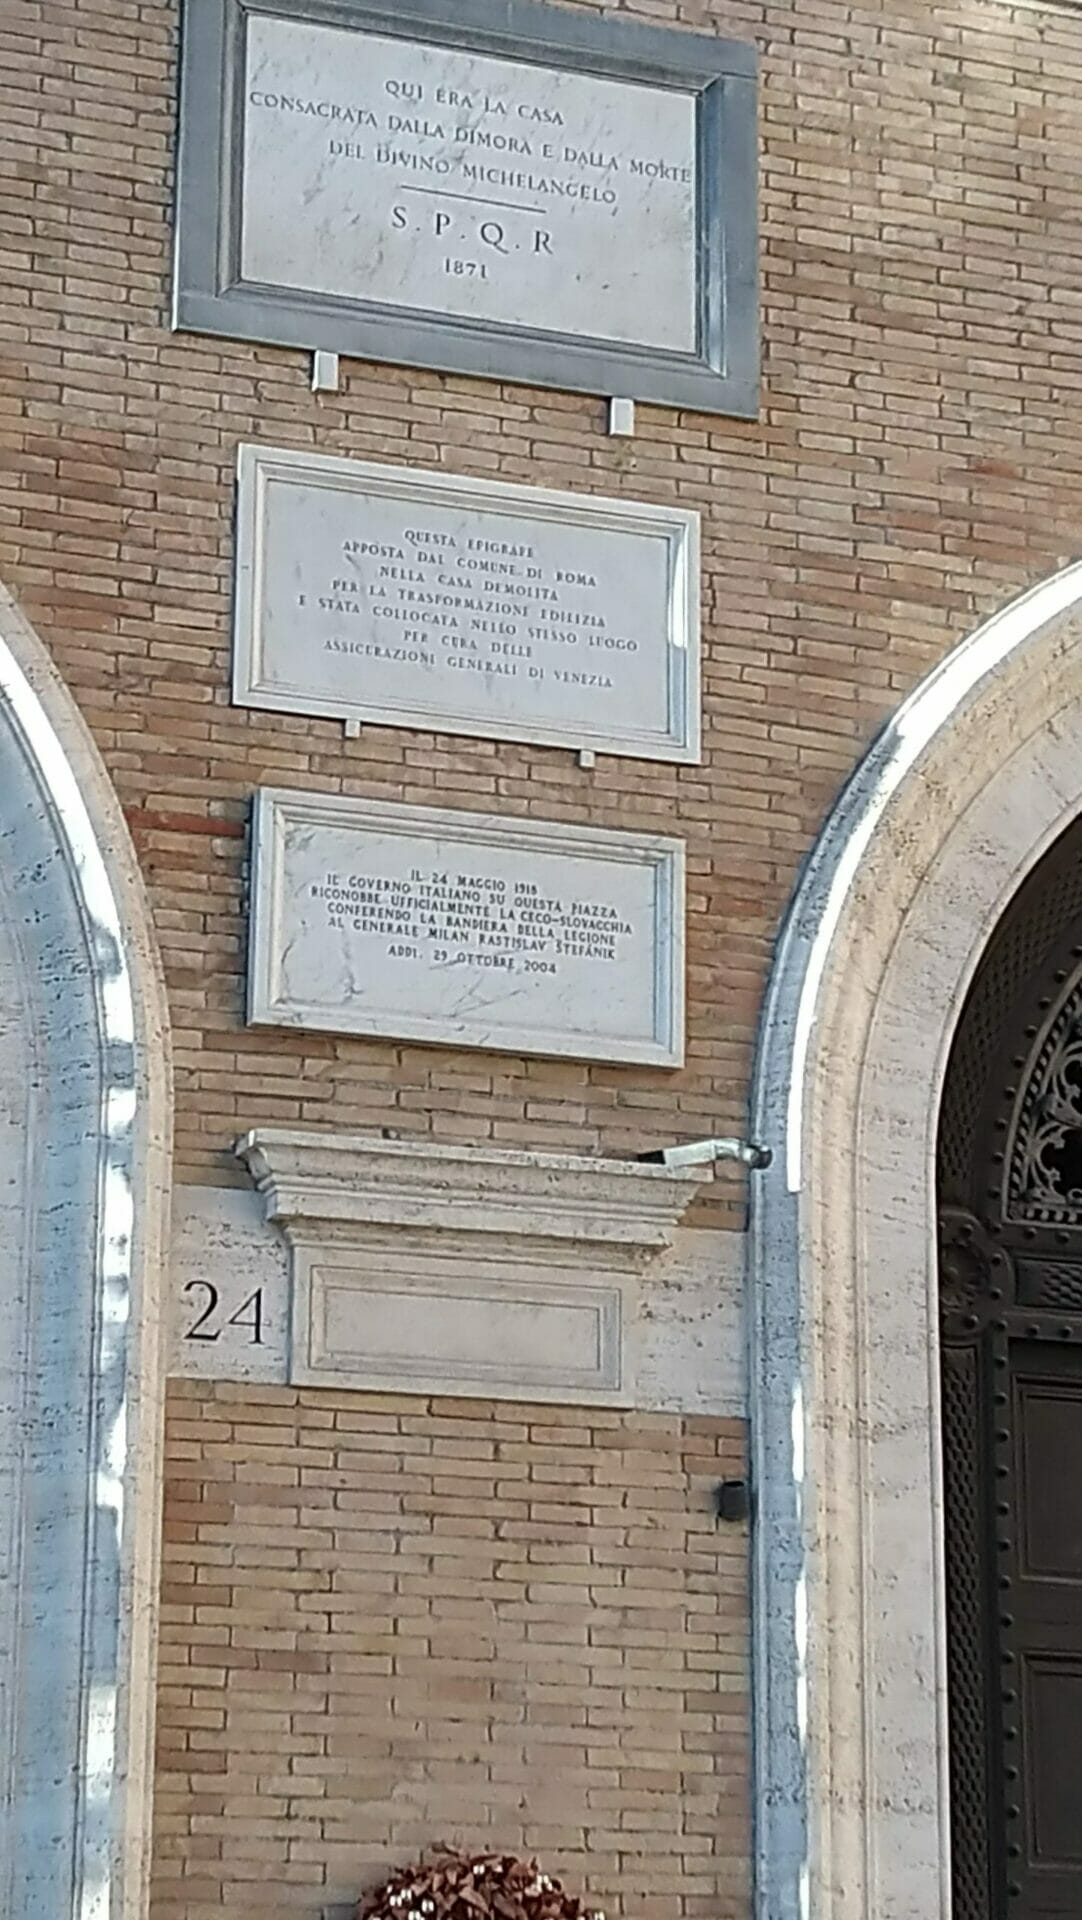 QUI ERA LA CASA
CONSACRATA DALLA DIMORA E DALLA MORTE
DEL DIVINO MICHELANGELO
S. P. Q. R
1871
QUESTA EPIGRAFE
APPOSTA DAL COMUNE DI ROMA
NELLA CASA DEMOLITA
PER LA TRASFORMAZIONE EDILIZIA
E STATA COLLOCATA NELLO STESSO LUOGO
PER CURA DELLE
ASSICURAZIONI GENERALI DI VENEZIA
IL 24 MAGGIO 1918
IL GOVERNO ITALIANO SU QUESTA PIAZZA
RICONOBBE UFFICIALMENTE LA CECO-SLOVACCHIA
CONFERENDO LA BANDIERA DELLA LEGIONE
AL GENERALE MILAN RASTISLAV ŠTEFÁNIK
ADDI, 29 OTTOBRE 2004
24